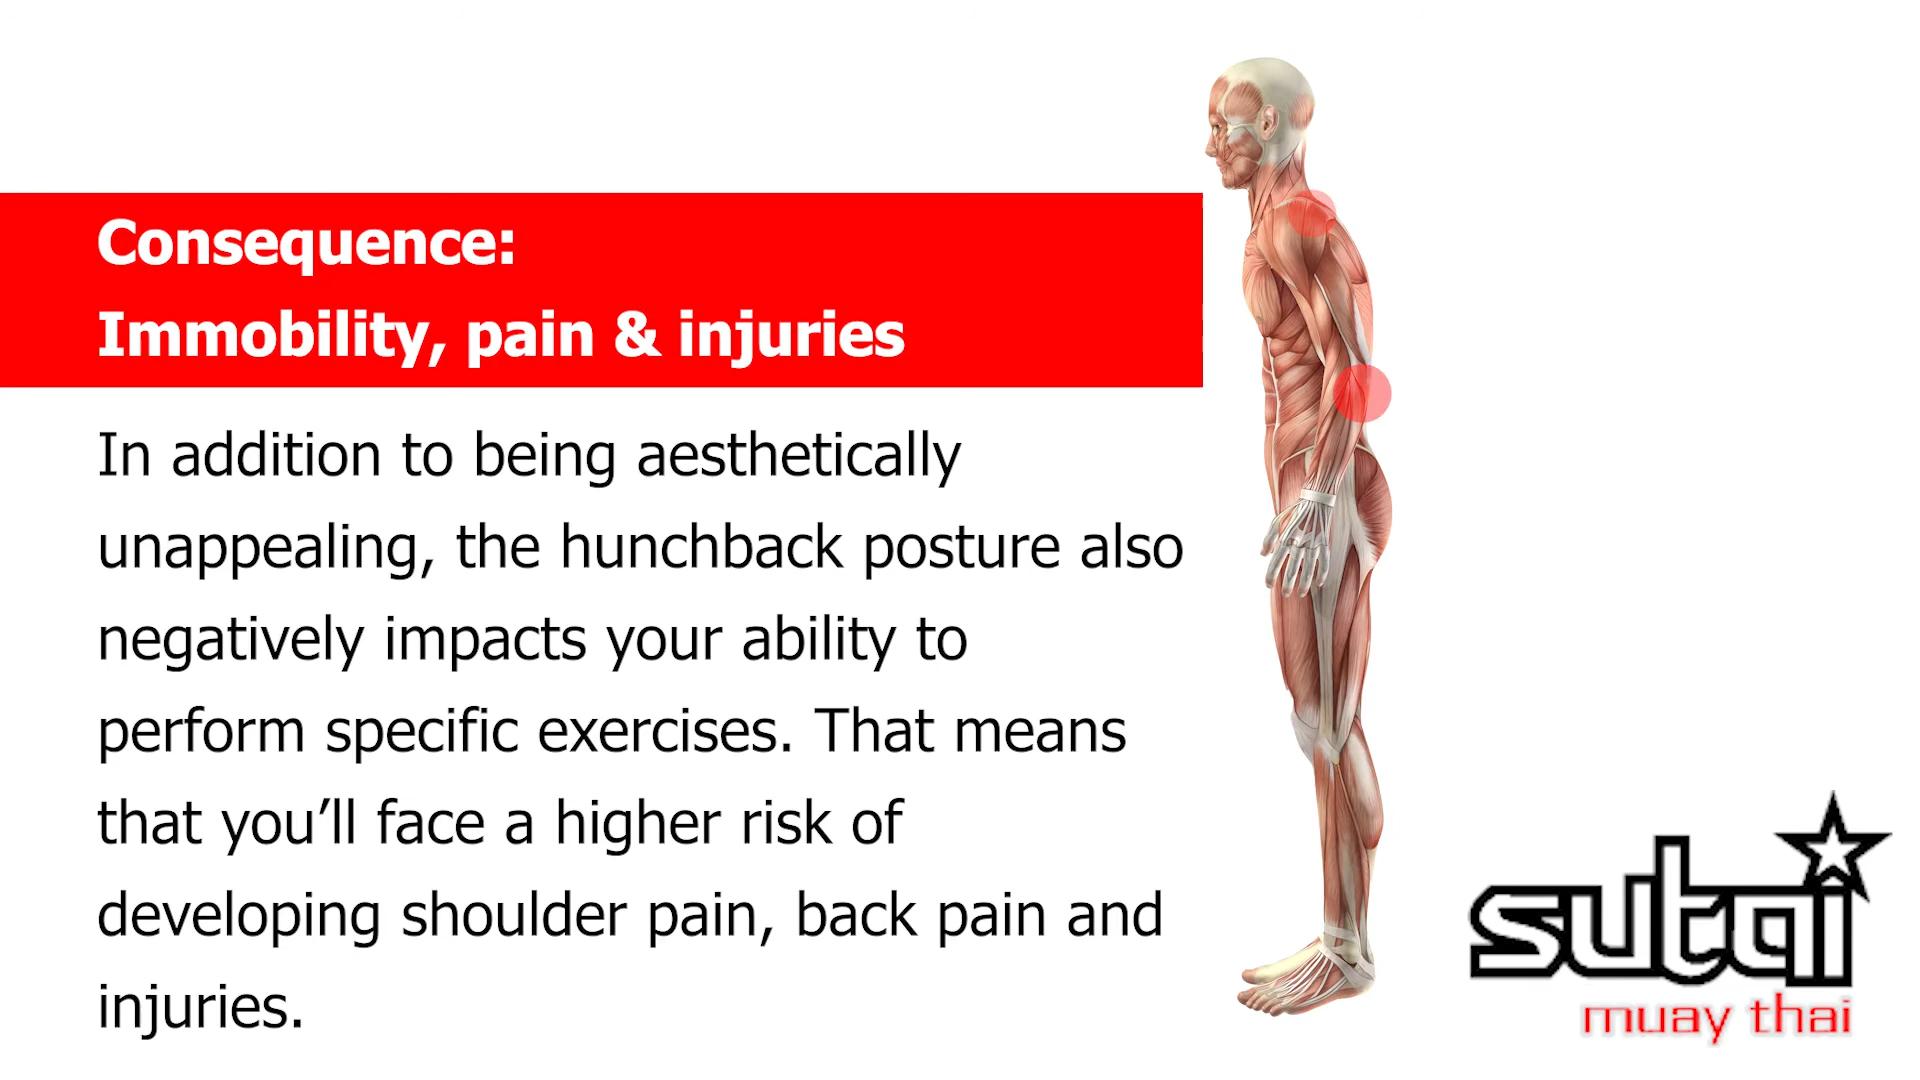 Consequence:
Immobility, pain & injuries
In addition to being aesthetically
unappealing, the hunchback posture also
negatively impacts your ability to
perform specific exercises. That means
that you’ll face a higher risk of
developing shoulder pain, back pain and
injuries.
sutai
muay thai